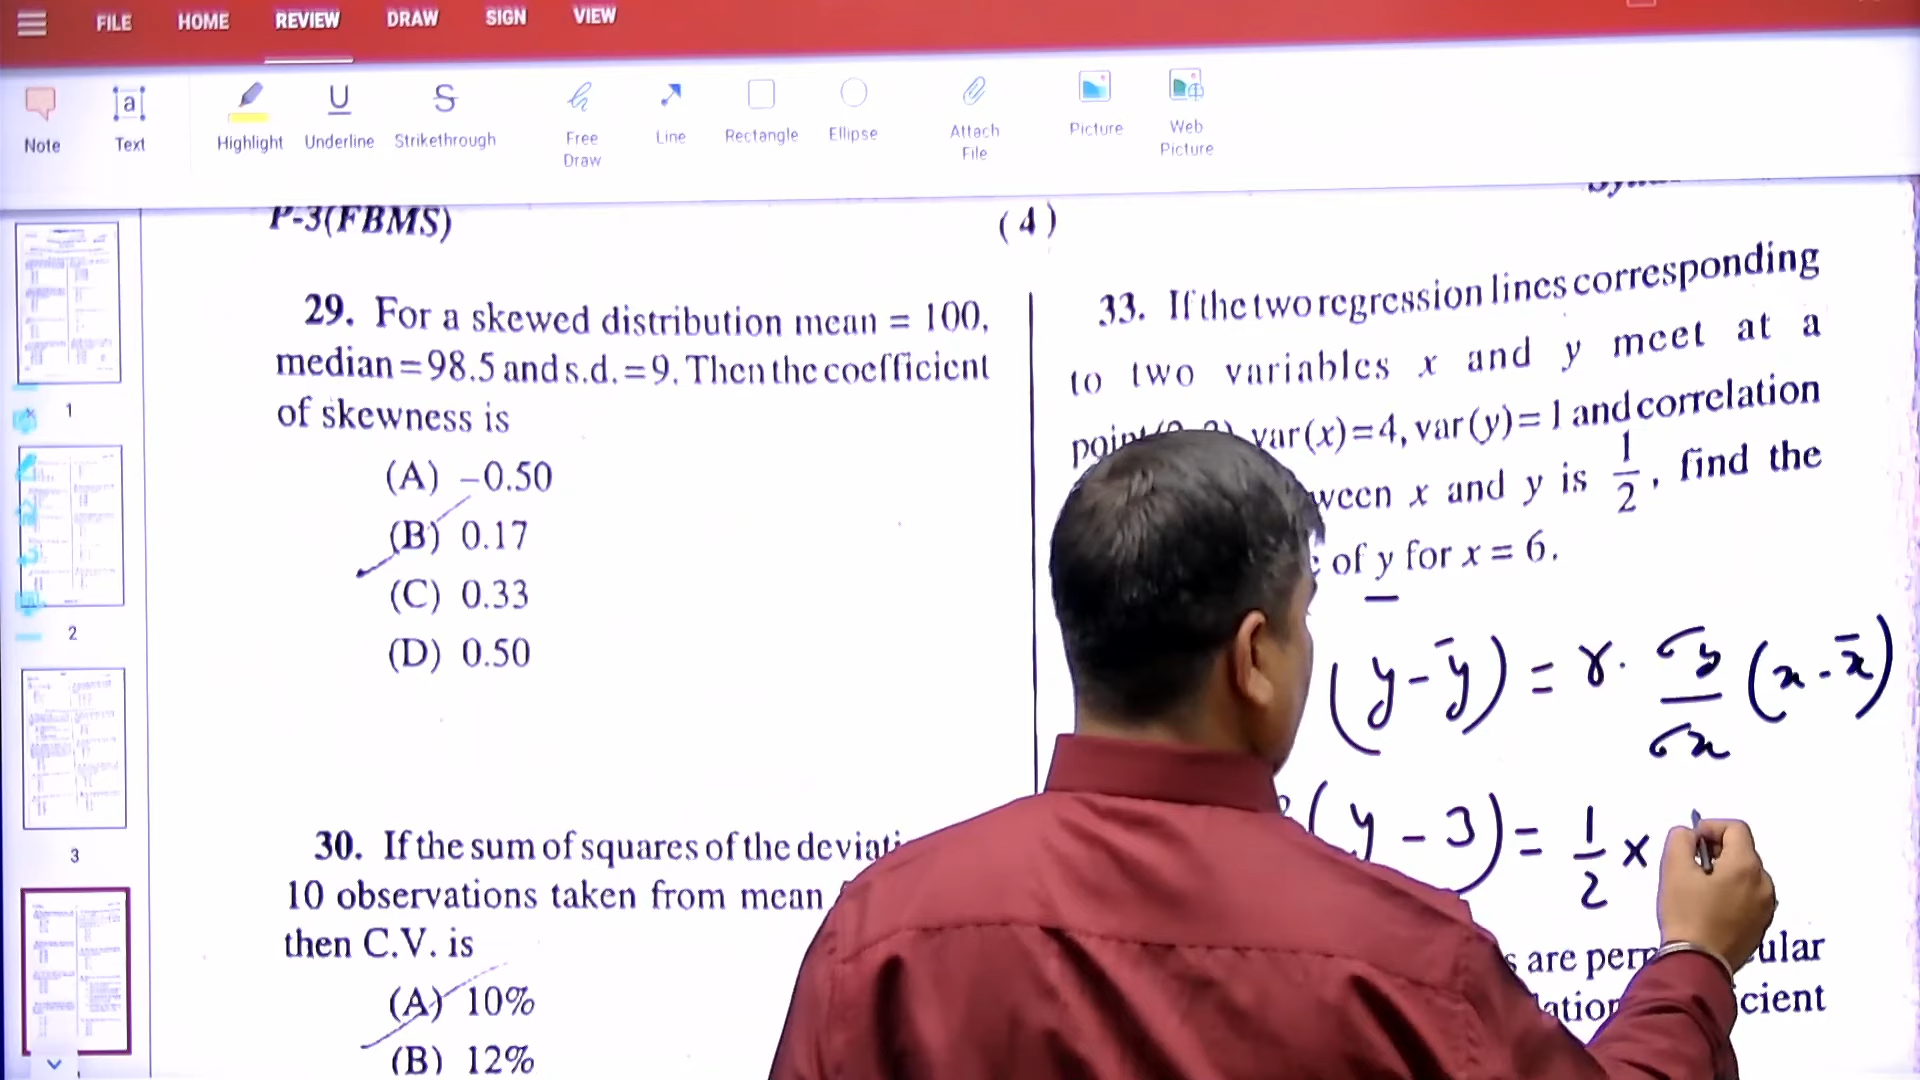 FILE HOME REVIEW DRAW SIGN VIEW
Note Text Highlight Underline Strikethrough Free Draw Line Rectangle Ellipse Attach File Picture Web Picture
P-3(FBMS)
(4)
1
2
3
29. For a skewed distribution mean = 100,
median = 98.5 and s.d. = 9. Then the coefficient
of skewness is
(A) –0.50
(B) 0.17
(C) 0.33
(D) 0.50
30. If the sum of squares of the
10 observations taken from mean
then C.V. is
(A) 10%
(B) 12%
33. If the two regression lines corresponding
to two variables x and y meet at a
point var (x) = 4, var (y) = 1 and correlation
x and y is 1/2, find the
of y for x = 6.
(y - ȳ) = r · σy/σx (x - x̄)
(y - 3) = 1/2 ×
are